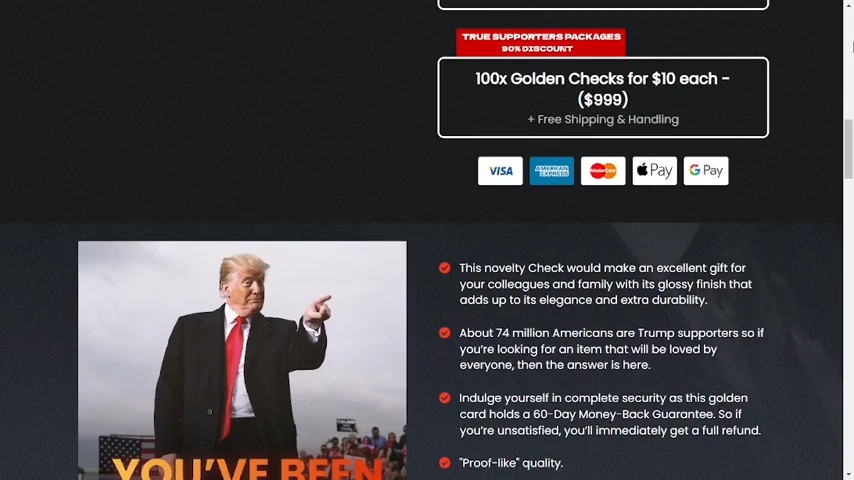 TRUE SUPPORTERS PACKAGES
90% DISCOUNT
100x Golden Checks for $10 each -
($999)
+ Free Shipping & Handling
VISA
AMERICAN EXPRESS
MasterCard
Pay
G Pay
This novelty Check would make an excellent gift for
your colleagues and family with its glossy finish that
adds up to its elegance and extra durability.
About 74 million Americans are Trump supporters so if
you're looking for an item that will be loved by
everyone, then the answer is here.
Indulge yourself in complete security as this golden
card holds a 60-Day Money-Back Guarantee. So if
you're unsatisfied, you'll immediately get a full refund.
"Proof-like" quality.
YOU'VE BEEN